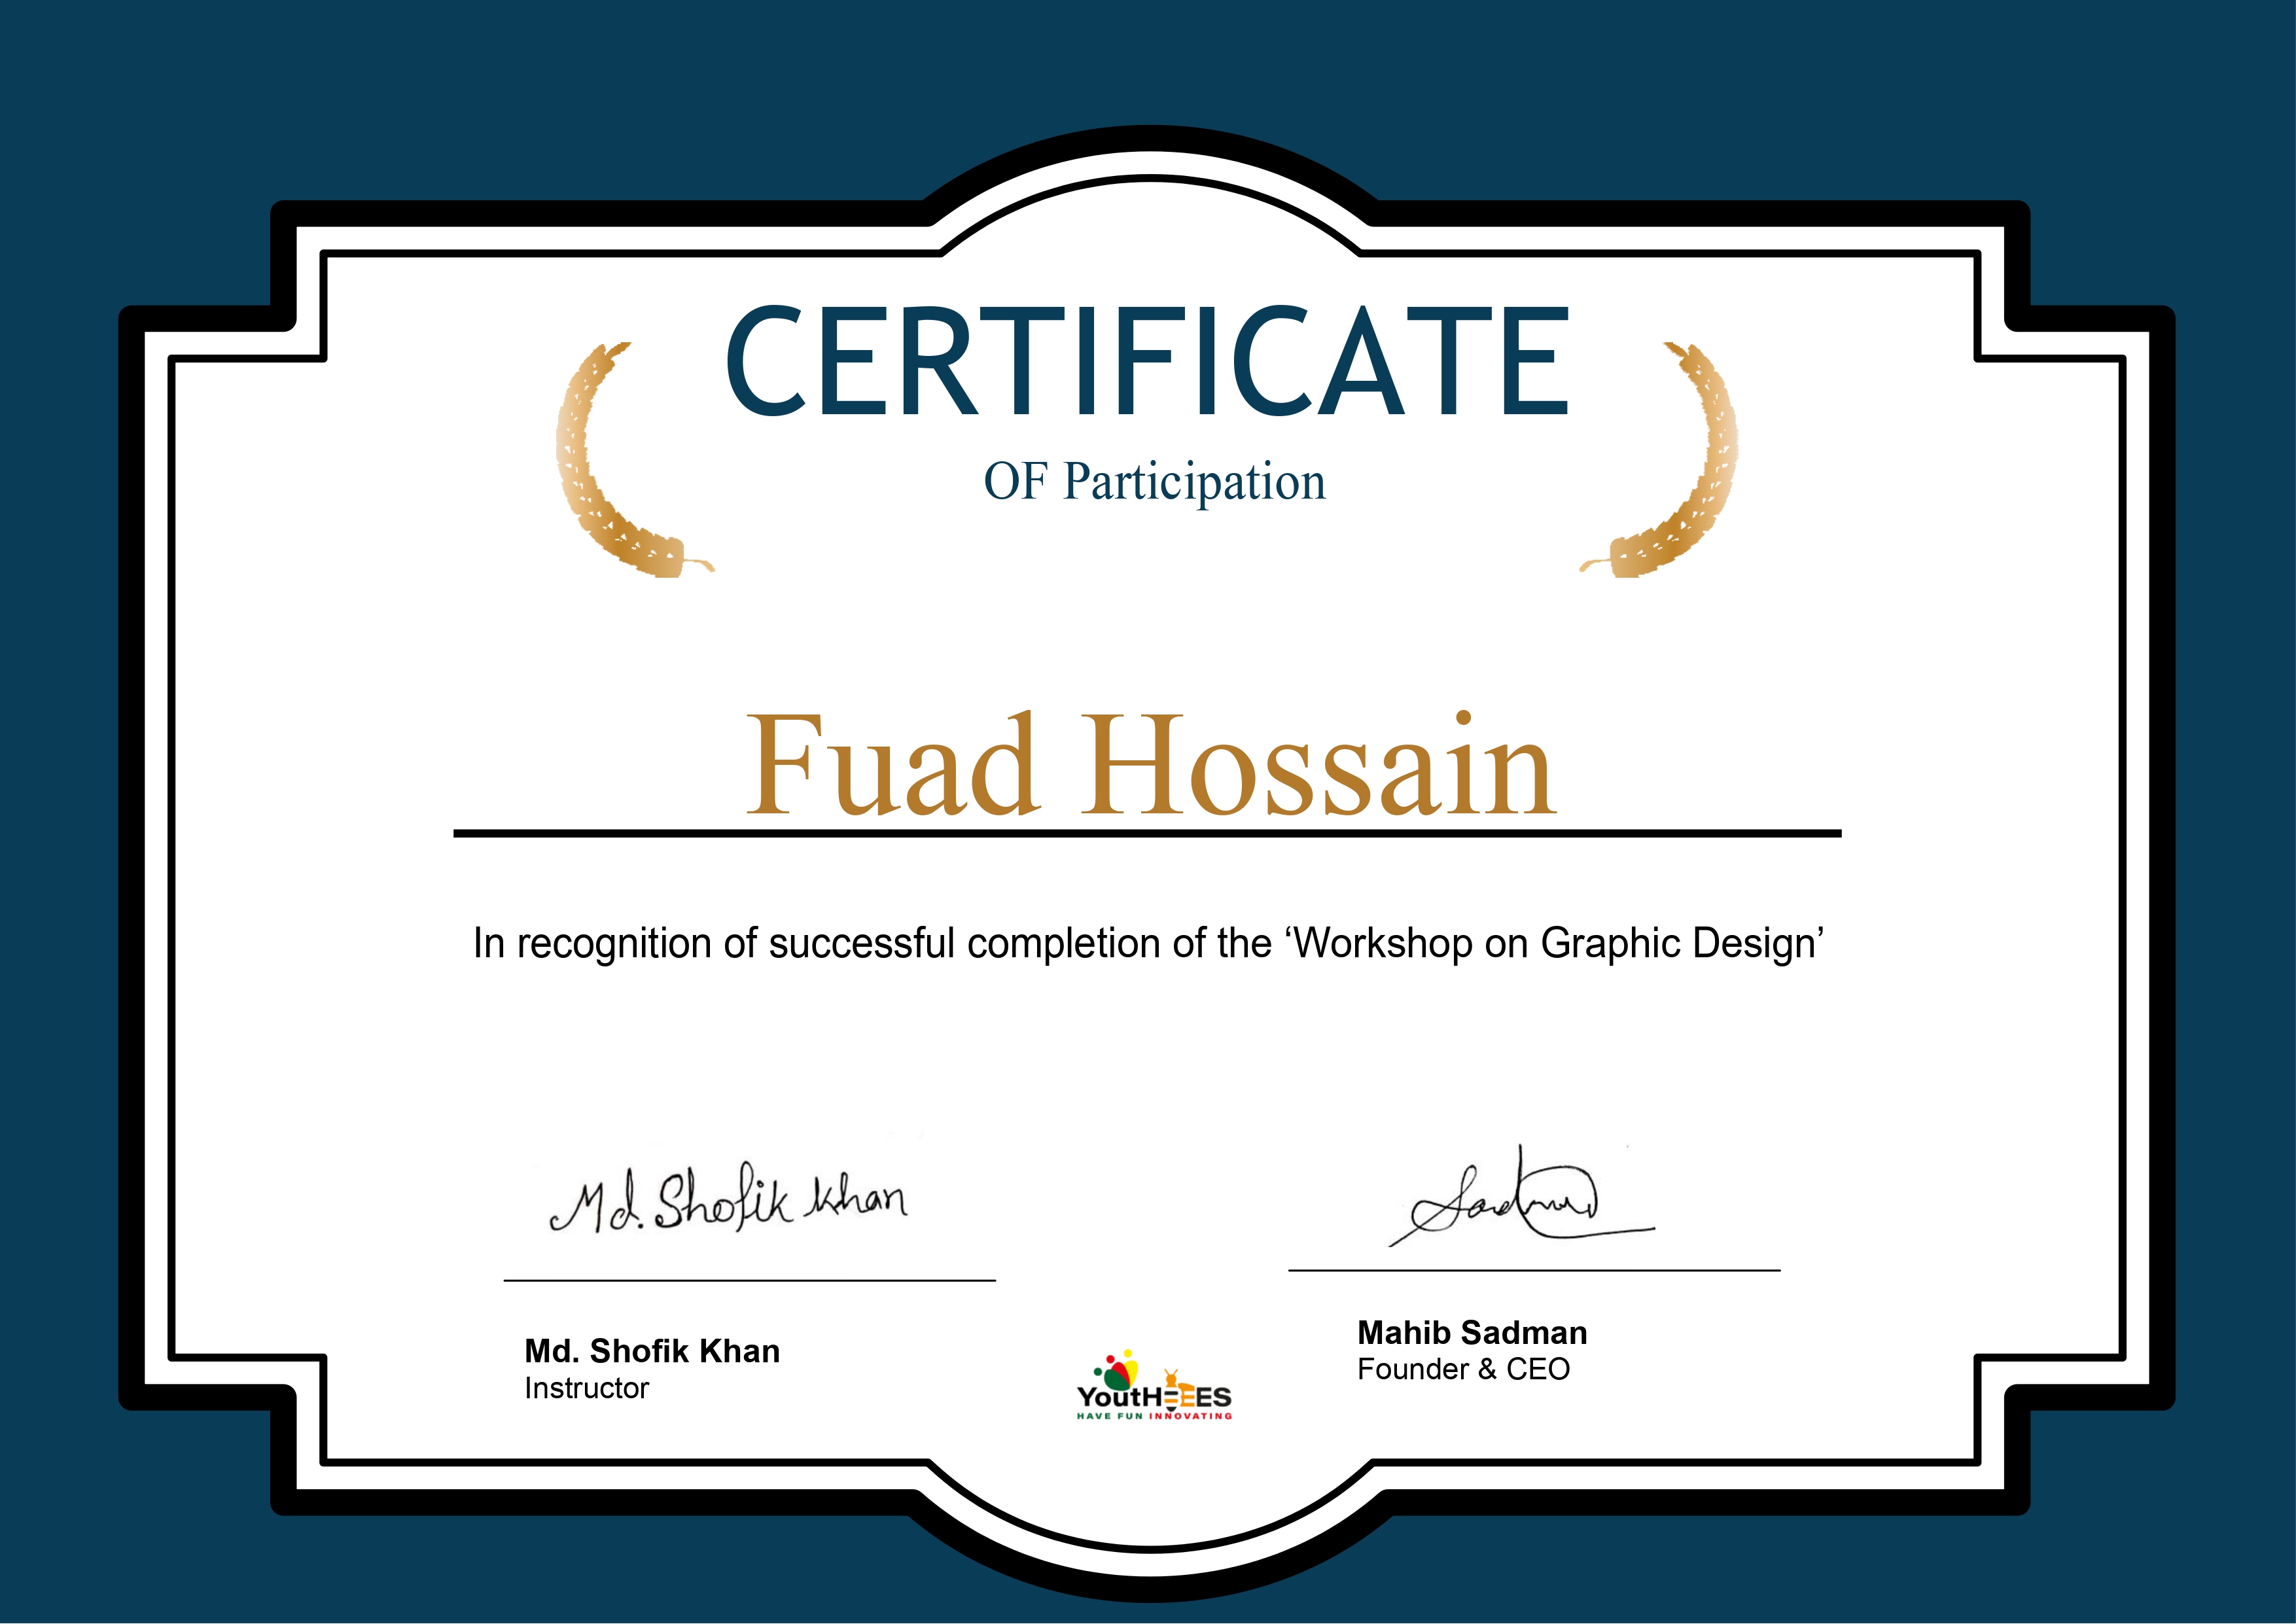 CERTIFICATE
OF Participation
Fuad Hossain
In recognition of successful completion of the ‘Workshop on Graphic Design’
Md. Shofik Khan
Sadman
Md. Shofik Khan
Instructor
Mahib Sadman
Founder & CEO
YoutHBEES
HAVE FUN INNOVATING